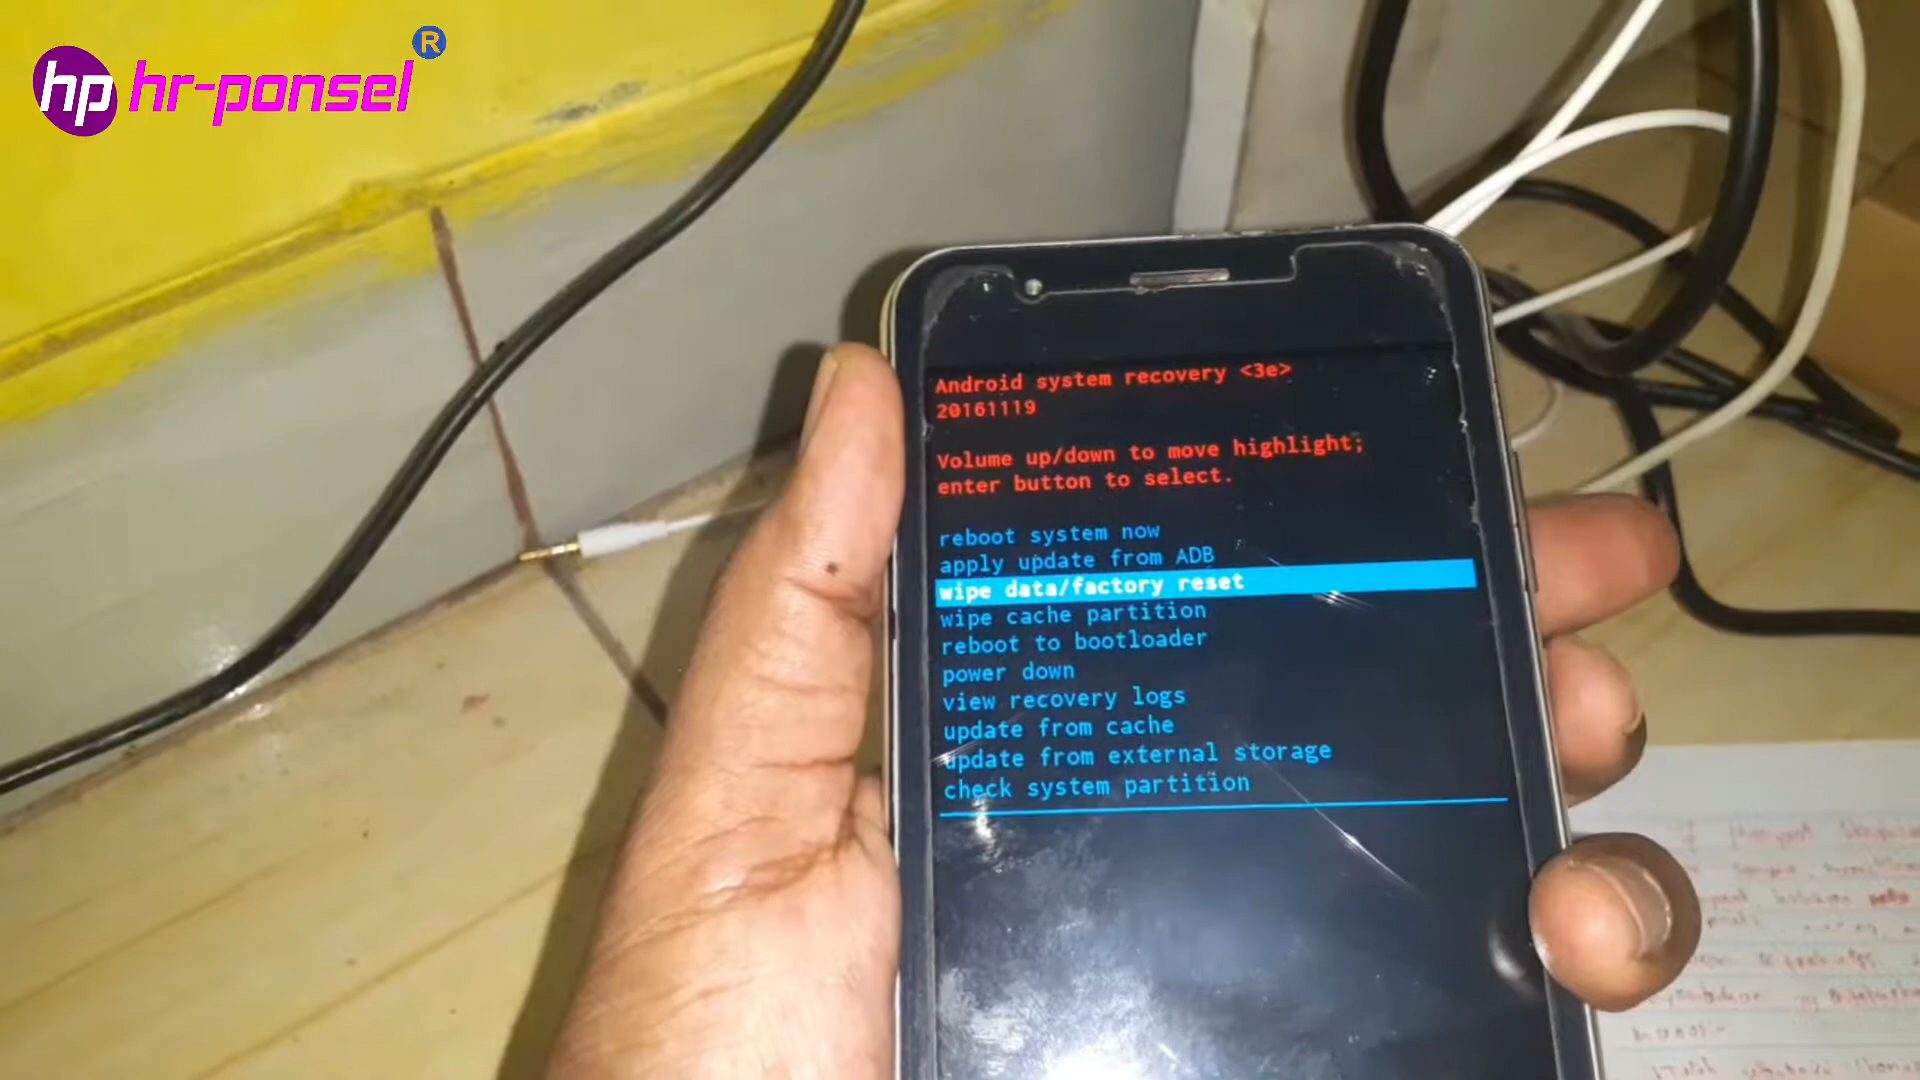 hp hr-ponsel ®
Android system recovery <3e>
20161119
Volume up/down to move highlight;
enter button to select.
reboot system now
apply update from ADB
wipe data/factory reset
wipe cache partition
reboot to bootloader
power down
view recovery logs
update from cache
update from external storage
check system partition